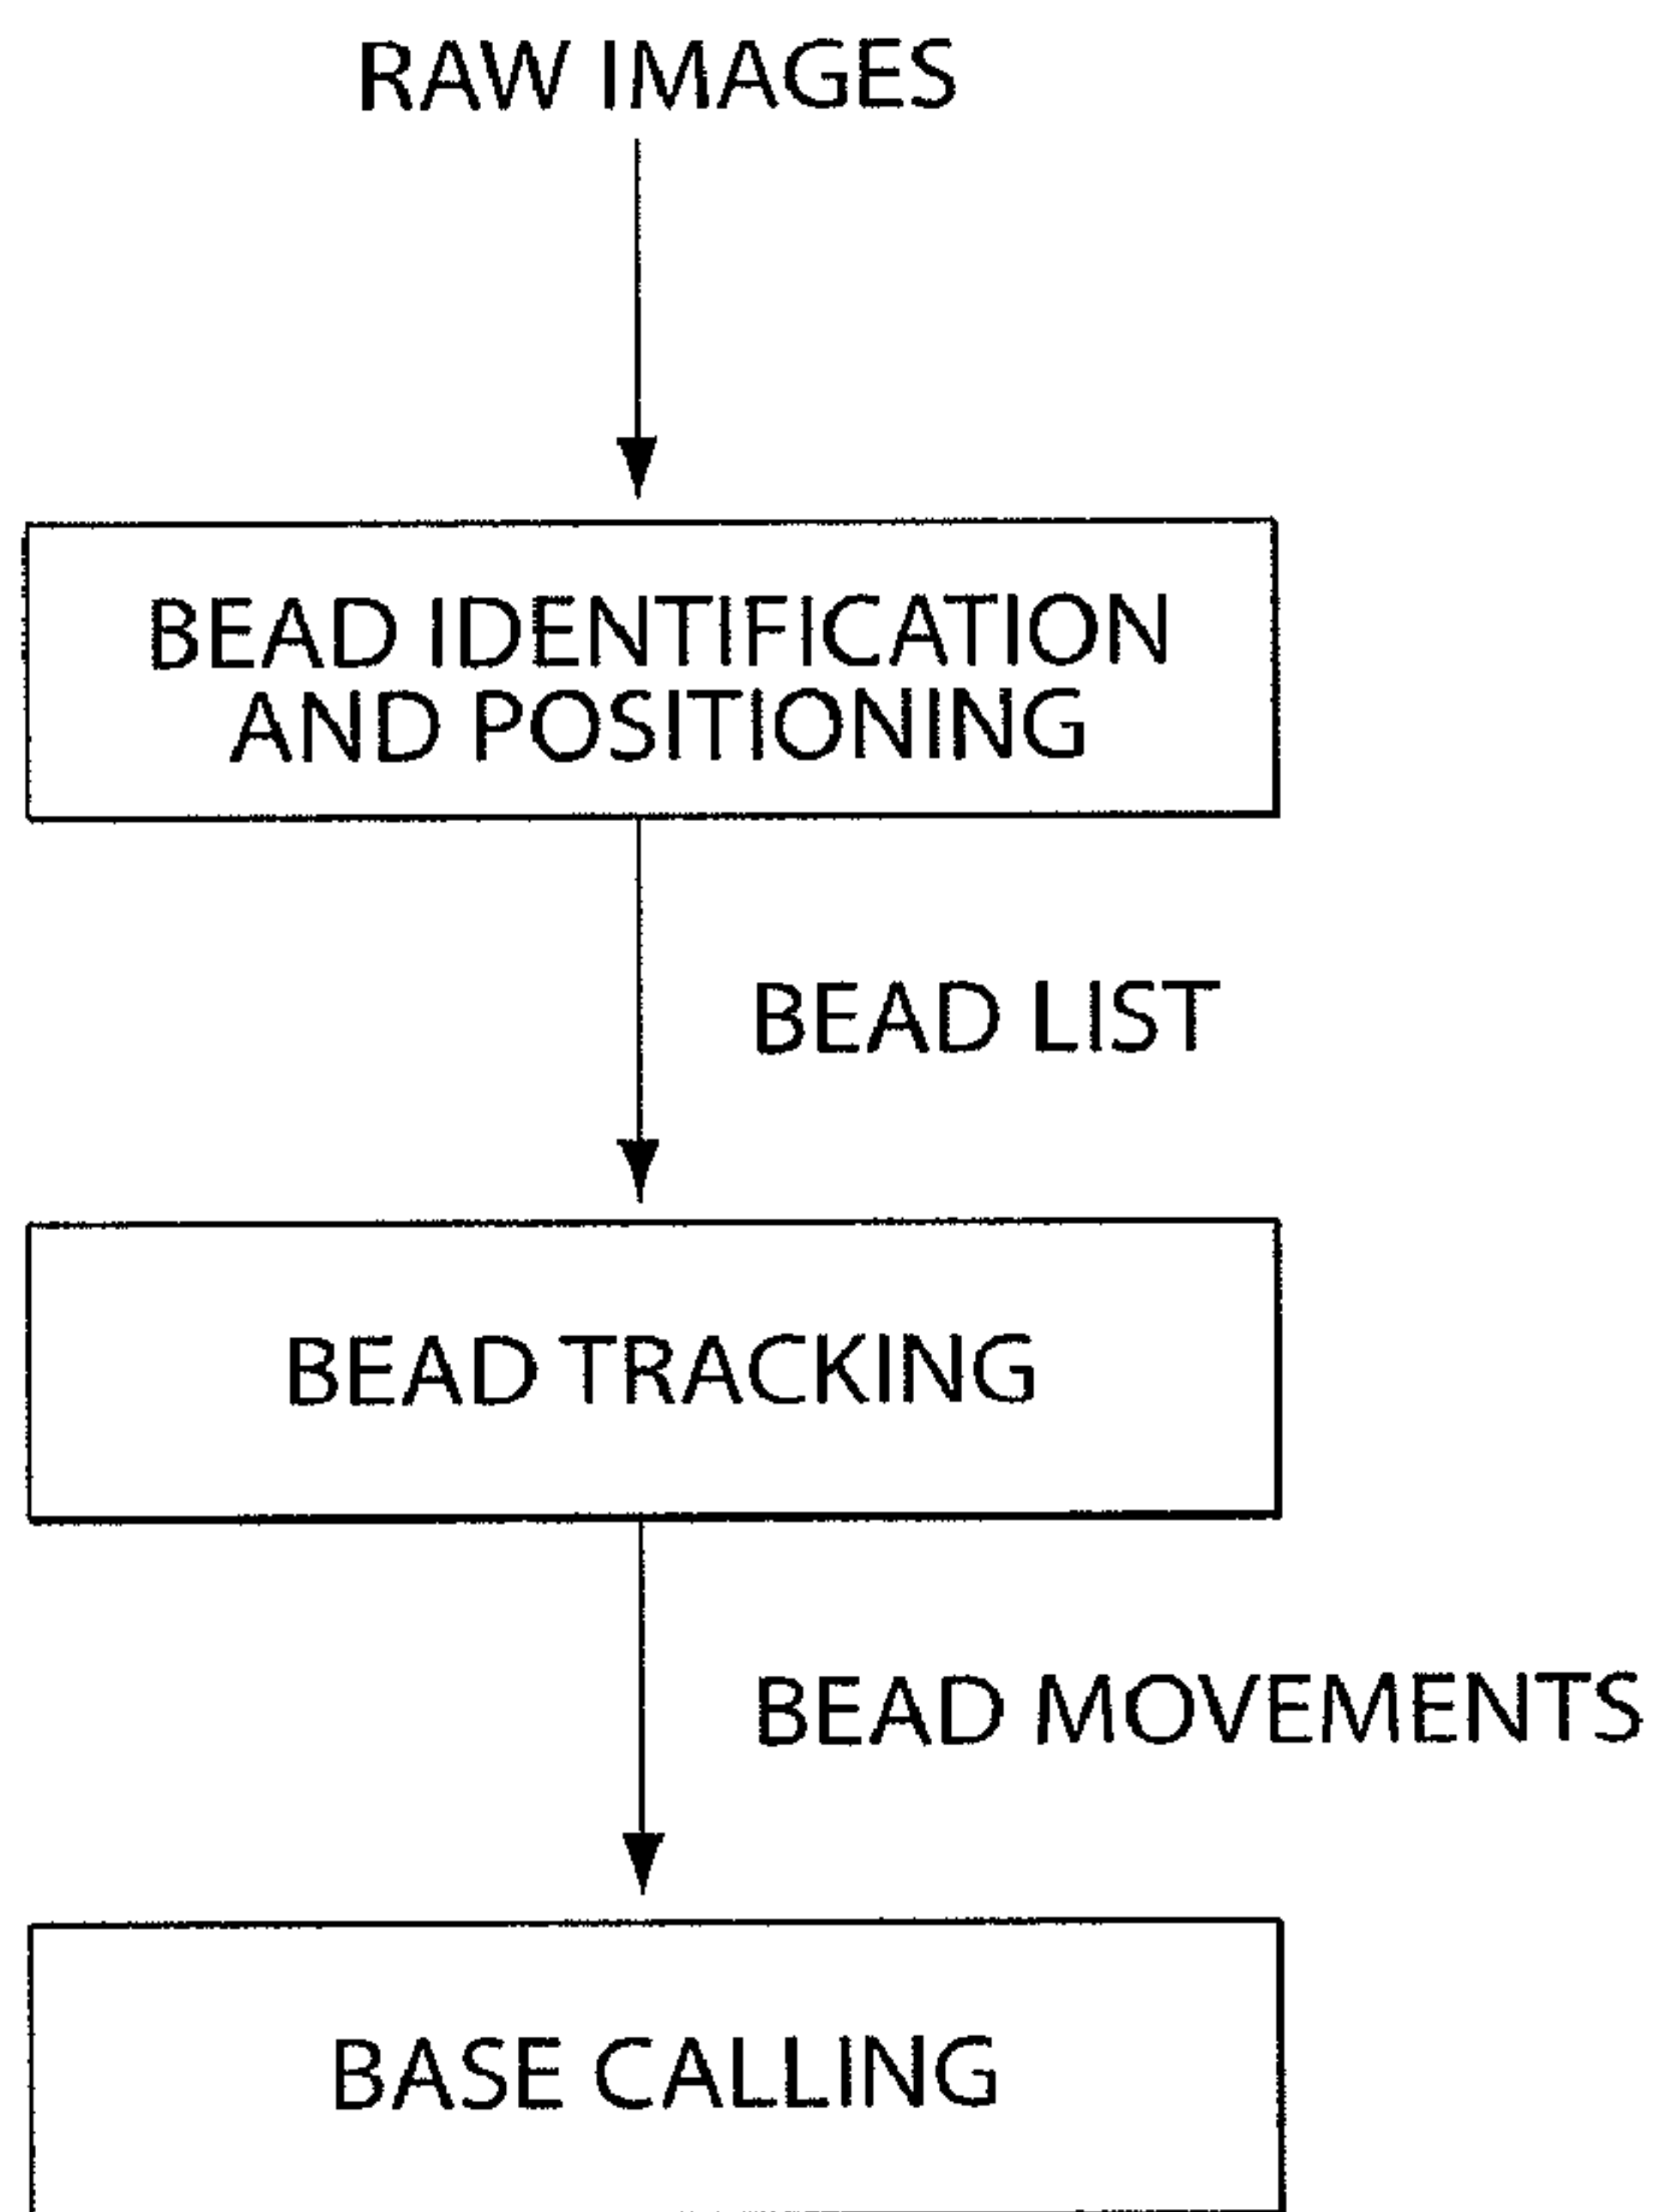 RAW IMAGES
BEAD IDENTIFICATION
AND POSITIONING
BEAD LIST
BEAD TRACKING
BEAD MOVEMENTS
BASE CALLING